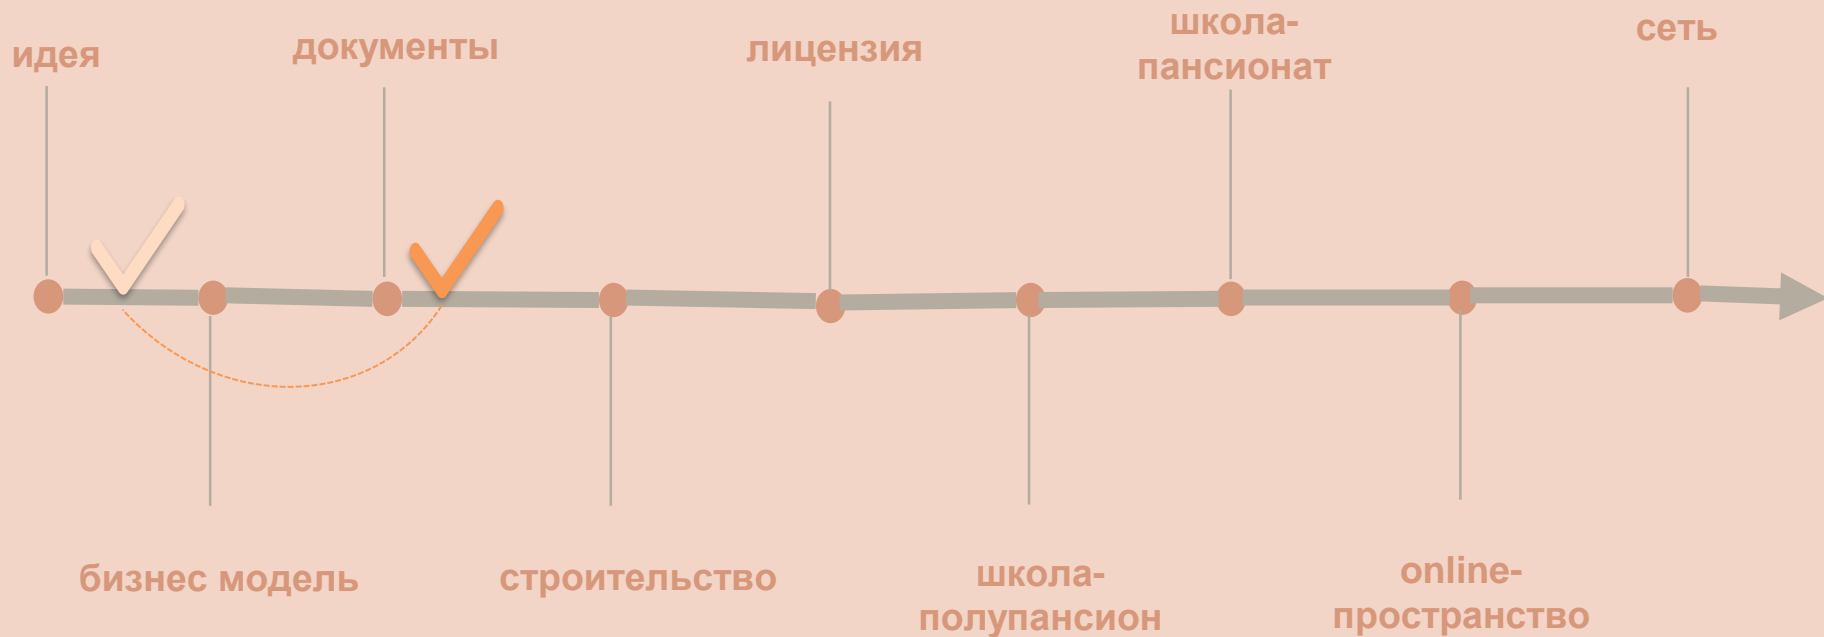 идея
документы
лицензия
школа-
пансионат
сеть
бизнес модель
строительство
школа-
полупансион
online-
пространство